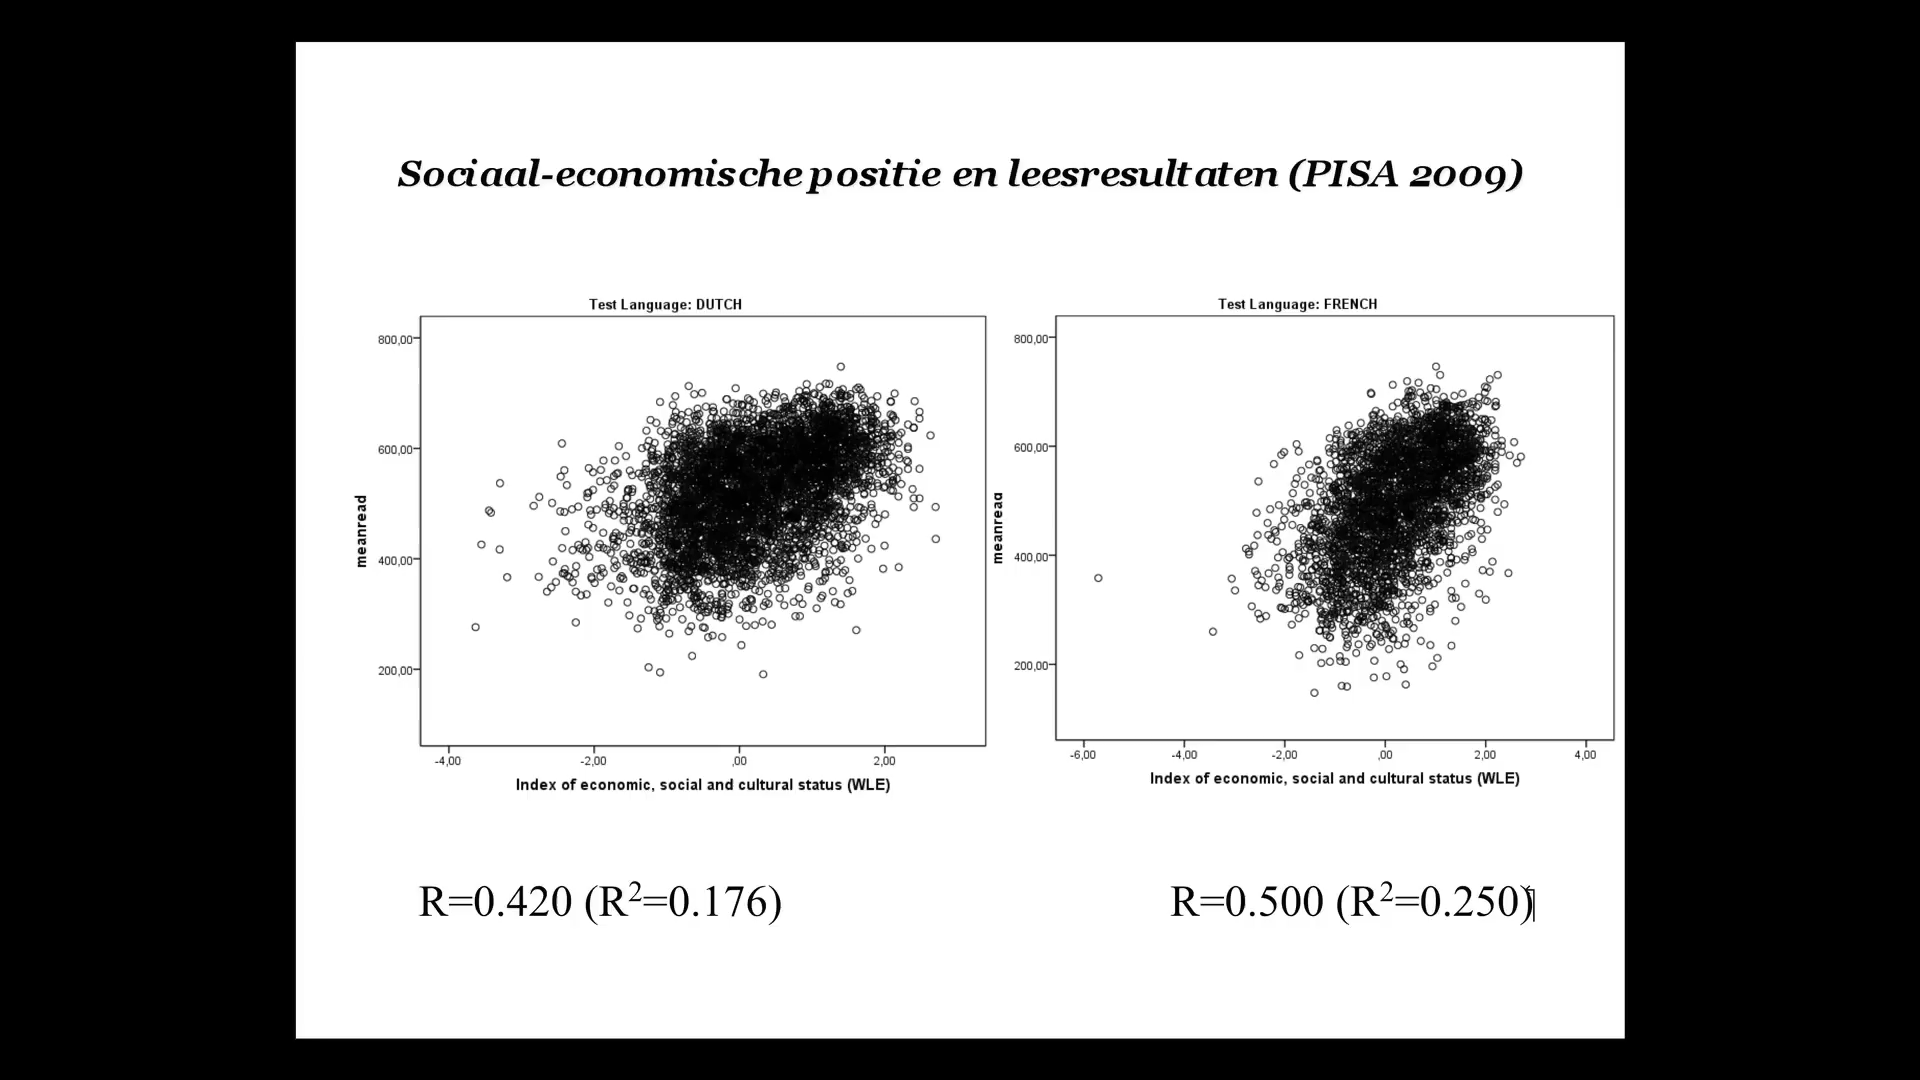 Sociaal-economische positie en leesresultaten (PISA 2009)
Test Language: DUTCH
800,00
600,00
400,00
200,00
meanread
-4,00
-2,00
,00
2,00
Index of economic, social and cultural status (WLE)
Test Language: FRENCH
800,00
600,00
400,00
200,00
meanread
-6,00
-4,00
-2,00
,00
2,00
4,00
Index of economic, social and cultural status (WLE)
R=0.420 (R²=0.176)
R=0.500 (R²=0.250)